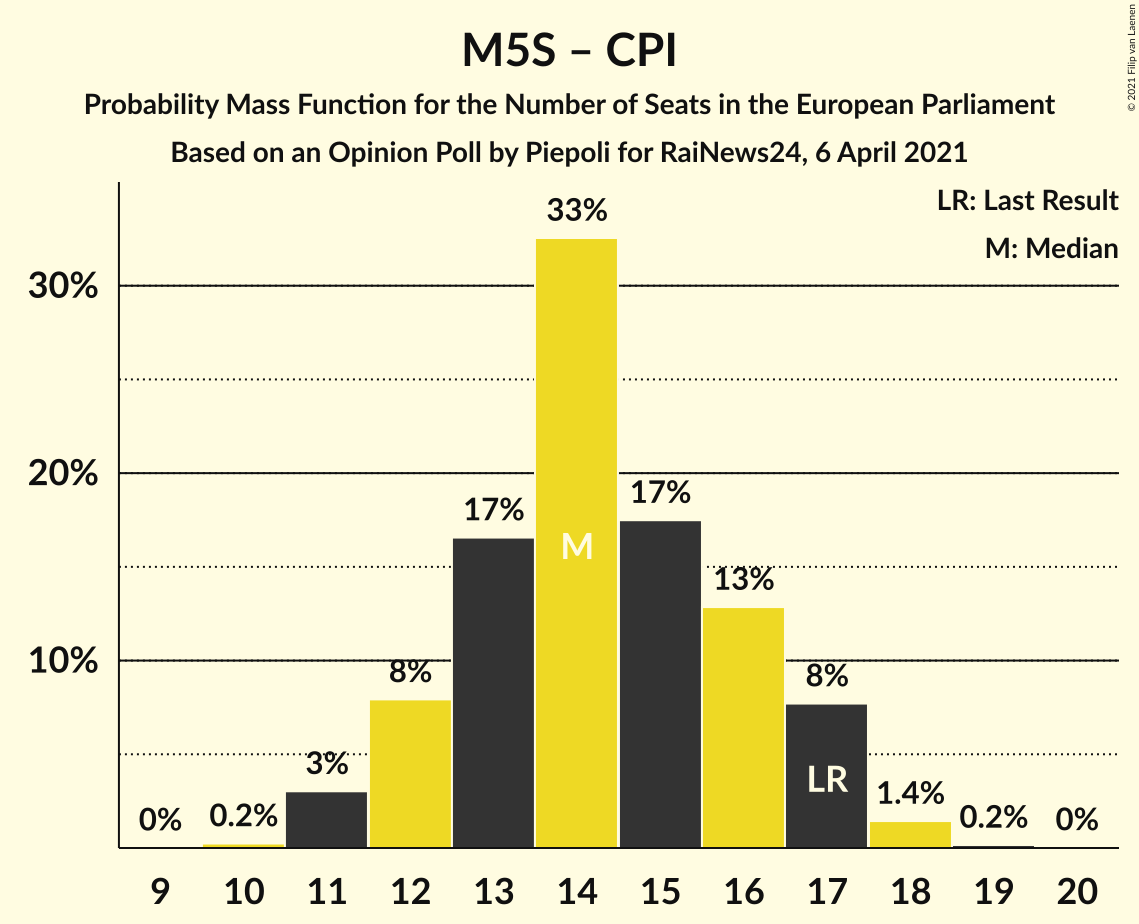 M5S – CPI
Probability Mass Function for the Number of Seats in the European Parliament
Based on an Opinion Poll by Piepoli for RaiNews24, 6 April 2021
© 2021 Filip van Laenen
LR: Last Result
M: Median
30%
20%
10%
0%
0.2%
3%
8%
17%
33%
17%
13%
8%
1.4%
0.2%
0%
M
LR
9 10 11 12 13 14 15 16 17 18 19 20